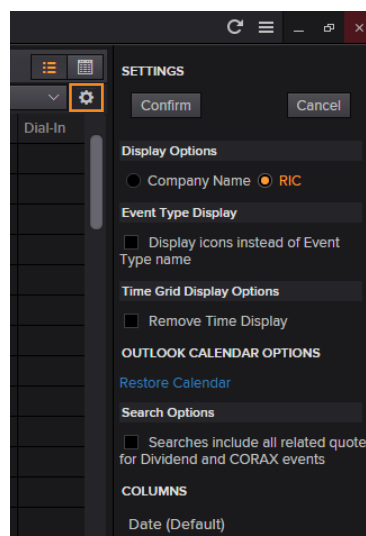 SETTINGS
Confirm
Cancel
Dial-In
Display Options
Company Name
RIC
Event Type Display
Display icons instead of Event
Type name
Time Grid Display Options
Remove Time Display
OUTLOOK CALENDAR OPTIONS
Restore Calendar
Search Options
Searches include all related quote
for Dividend and CORAX events
COLUMNS
Date (Default)